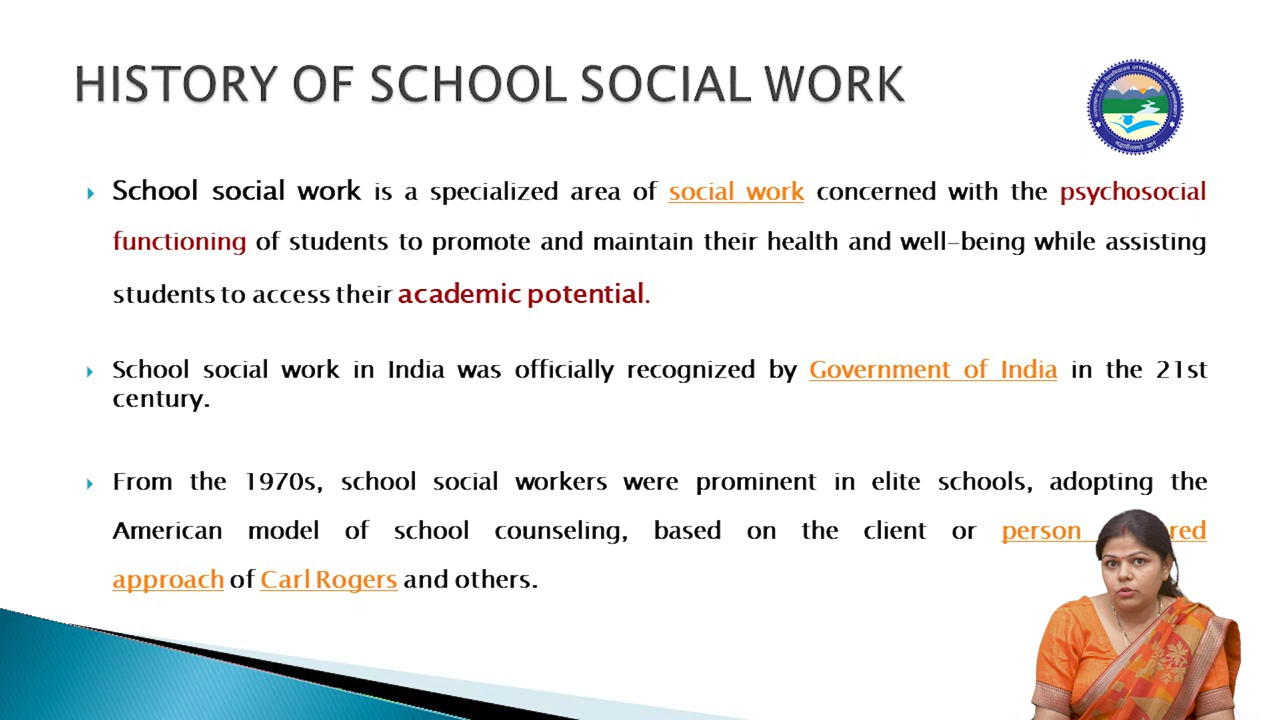 HISTORY OF SCHOOL SOCIAL WORK
School social work is a specialized area of social work concerned with the psychosocial
functioning of students to promote and maintain their health and well-being while assisting
students to access their academic potential.
School social work in India was officially recognized by Government of India in the 21st
century.
From the 1970s, school social workers were prominent in elite schools, adopting the
American model of school counseling, based on the client or person
approach of Carl Rogers and others.